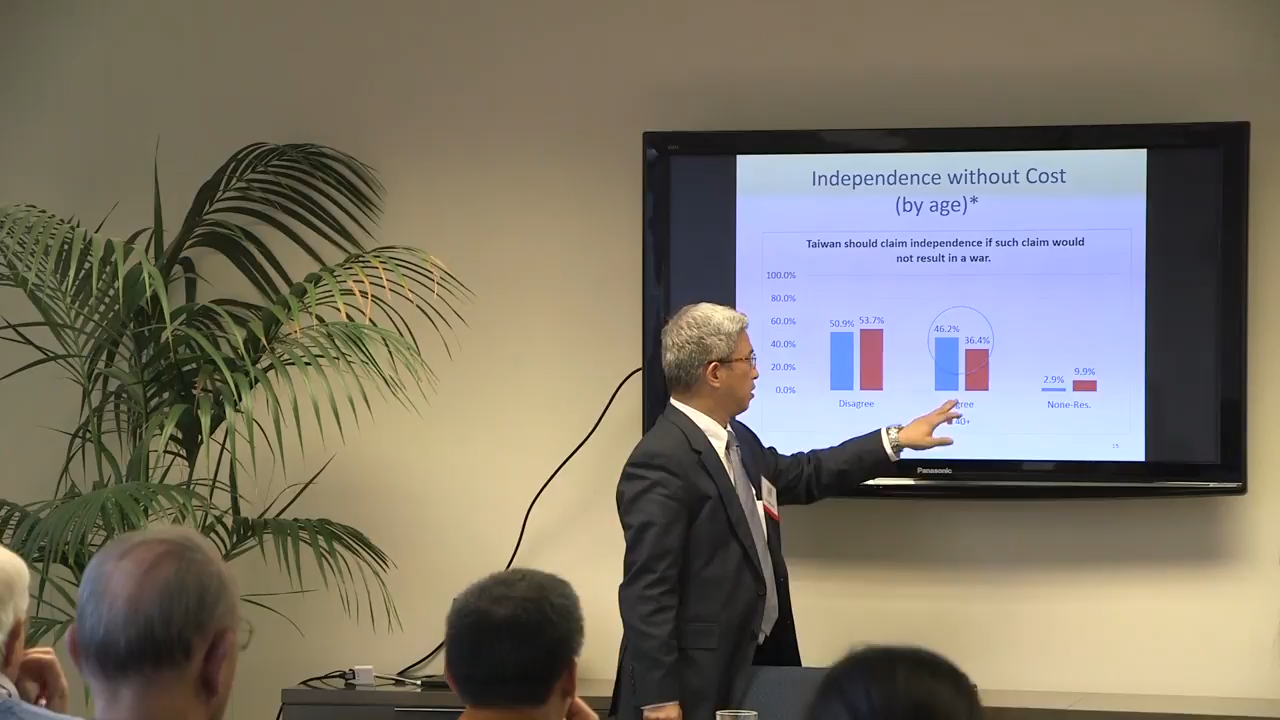 Independence without Cost
(by age)*
Taiwan should claim independence if such claim would
not result in a war.
100.0%
80.0%
60.0%
40.0%
20.0%
0.0%
50.9%
53.7%
46.2%
36.4%
2.9%
9.9%
Disagree
None-Res.
40+
Panasonic